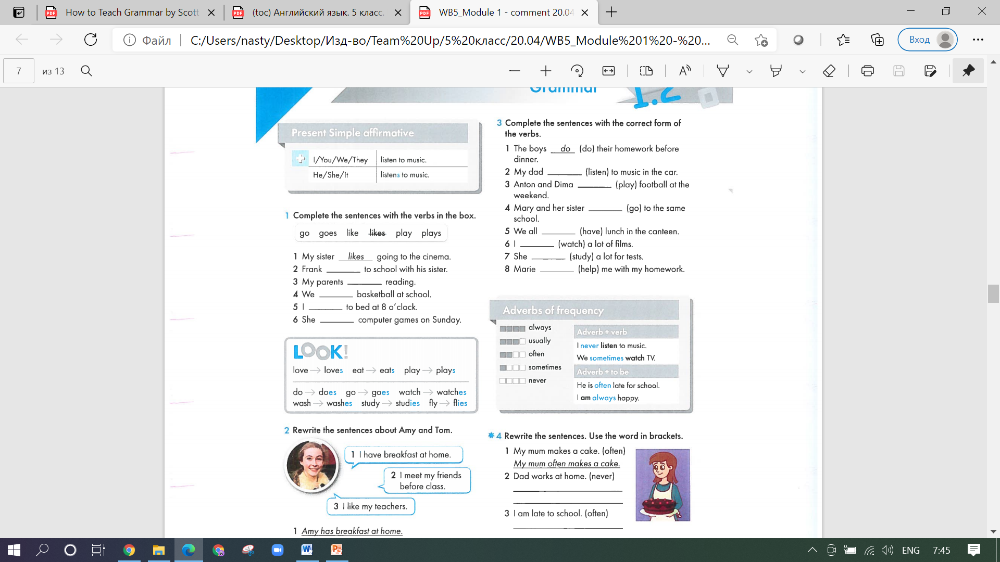 How to Teach Grammar by Scott
(toc) Английский язык. 5 класс.
WB5_Module 1 - comment 20.04
Файл
C:/Users/nasty/Desktop/Изд-во/Team%20Up/5%20класс/20.04/WB5_Module%201%20-%20...
Вход
7 из 13
Grammar
1.2
Present Simple affirmative
I/You/We/They listen to music.
He/She/It listens to music.
1 Complete the sentences with the verbs in the box.
go goes like likes play plays
1 My sister likes going to the cinema.
2 Frank ________ to school with his sister.
3 My parents ________ reading.
4 We ________ basketball at school.
5 I ________ to bed at 8 o'clock.
6 She ________ computer games on Sunday.
LOOK!
love → loves eat → eats play → plays
do → does go → goes watch → watches
wash → washes study → studies fly → flies
2 Rewrite the sentences about Amy and Tom.
1 I have breakfast at home.
2 I meet my friends
before class.
3 I like my teachers.
1 Amy has breakfast at home.
3 Complete the sentences with the correct form of
the verbs.
1 The boys do (do) their homework before
dinner.
2 My dad ________ (listen) to music in the car.
3 Anton and Dima ________ (play) football at the
weekend.
4 Mary and her sister ________ (go) to the same
school.
5 We all ________ (have) lunch in the canteen.
6 I ________ (watch) a lot of films.
7 She ________ (study) a lot for tests.
8 Marie ________ (help) me with my homework.
Adverbs of frequency
always
usually
often
sometimes
never
Adverb + verb
I never listen to music.
We sometimes watch TV.
Adverb + to be
He is often late for school.
I am always happy.
4 Rewrite the sentences. Use the word in brackets.
1 My mum makes a cake. (often)
My mum often makes a cake.
2 Dad works at home. (never)
3 I am late to school. (often)
ENG 7:45